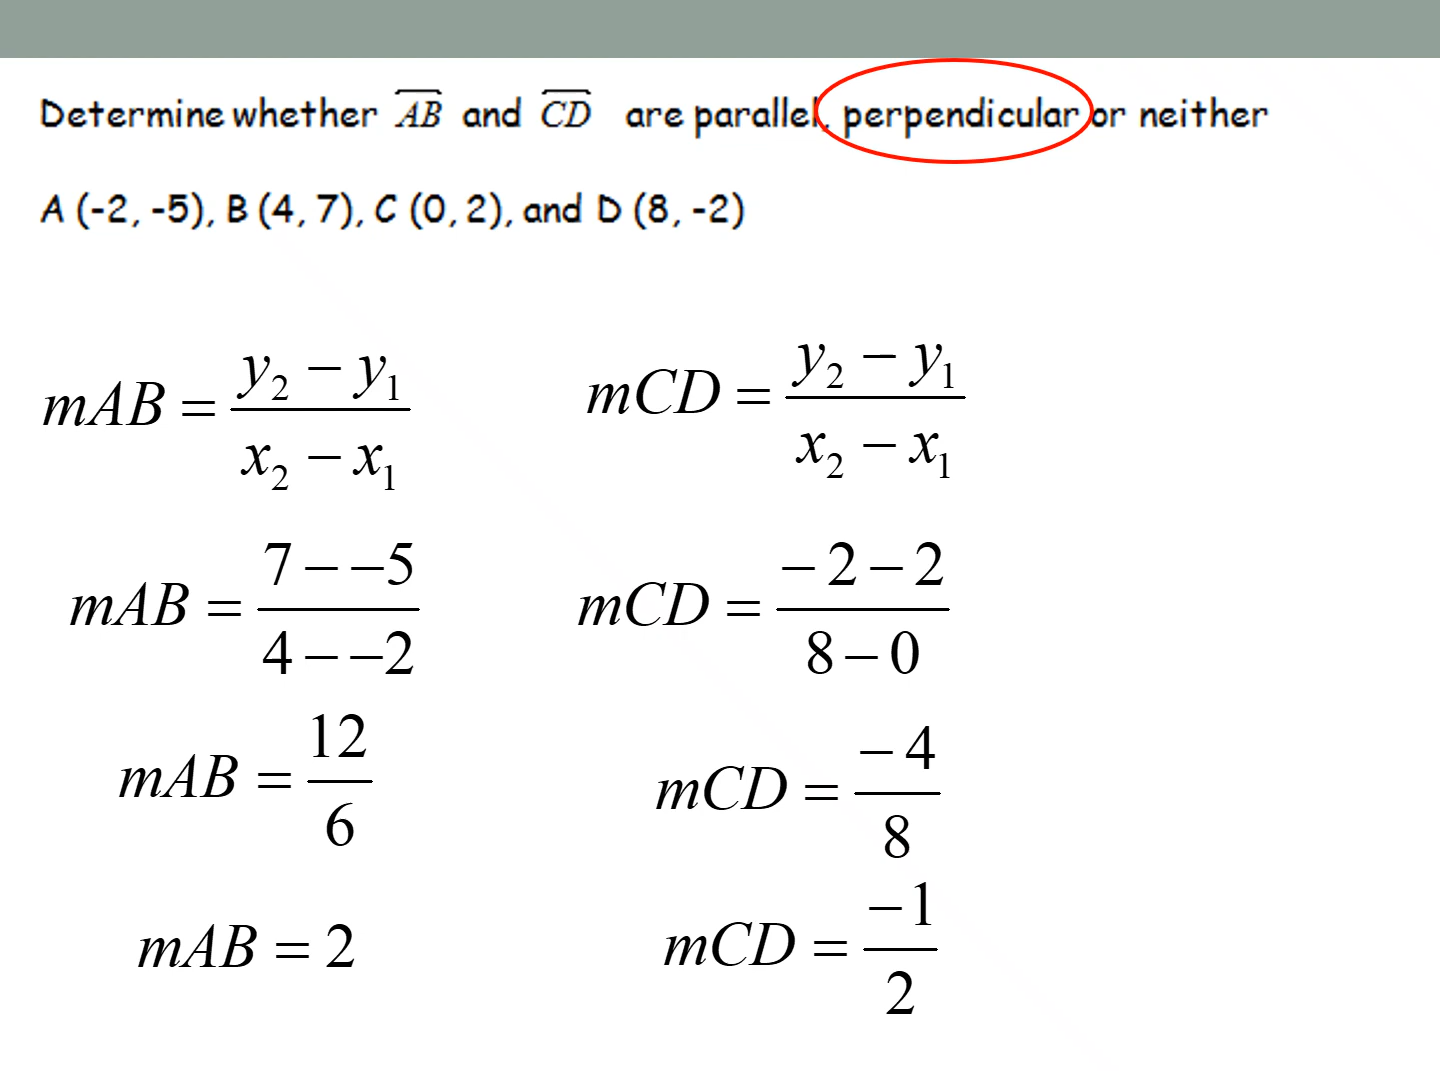 Determine whether AB and CD are parallel, perpendicular or neither
A (-2, -5), B (4, 7), C (0, 2), and D (8, -2)
mAB = (y₂ − y₁)/(x₂ − x₁)
mCD = (y₂ − y₁)/(x₂ − x₁)
mAB = (7 − −5)/(4 − −2)
mCD = (−2 − 2)/(8 − 0)
mAB = 12/6
mCD = −4/8
mAB = 2
mCD = −1/2